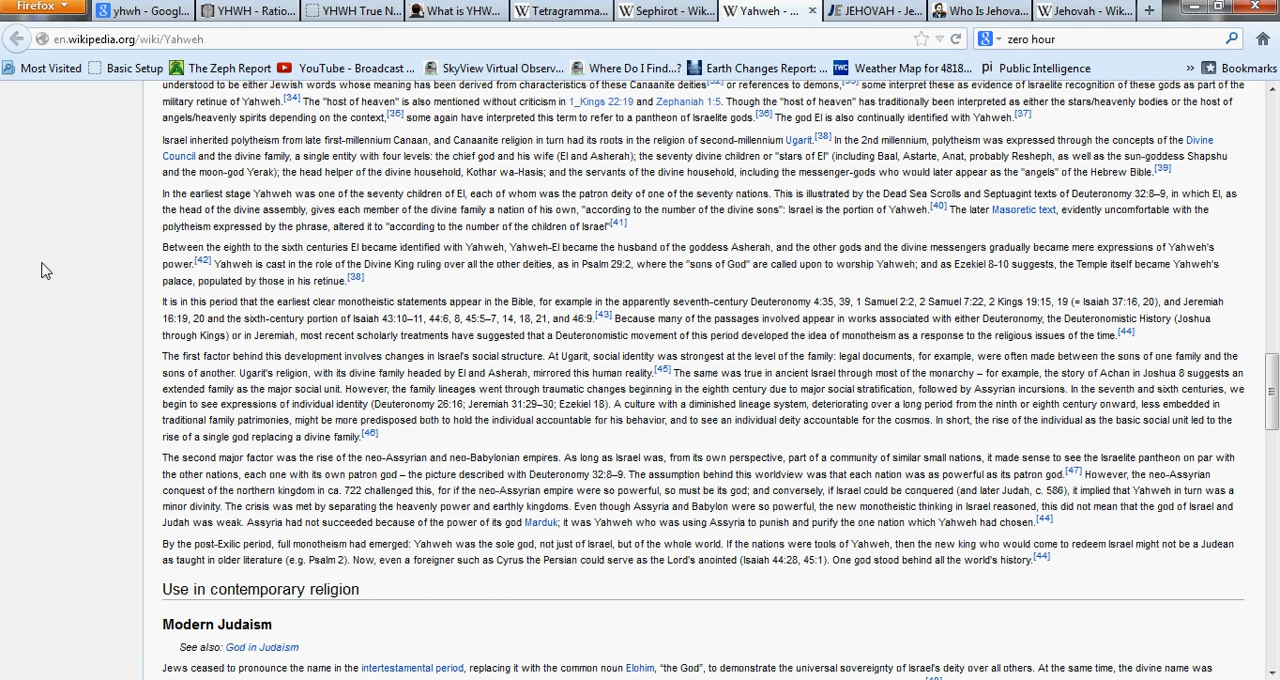 Firefox
yhwh - Googl...
YHWH - Ratio...
YHWH True N...
What is YHW...
Tetragramma...
Sephirot - Wik...
Yahweh - ...
JEHOVAH - Je...
Who Is Jehova...
Jehovah - Wik...
en.wikipedia.org/wiki/Yahweh
zero hour
Most Visited
Basic Setup
The Zeph Report
YouTube - Broadcast ...
SkyView Virtual Observ...
Where Do I Find...?
Earth Changes Report: ...
Weather Map for 4818...
Public Intelligence
»
Bookmarks
understood to be either Jewish words whose meaning has been derived from characteristics of these Canaanite deities or references to demons, some interpret these as evidence of Israelite recognition of these gods as part of the
military retinue of Yahweh.[34] The "host of heaven" is also mentioned without criticism in 1_Kings 22:19 and Zephaniah 1:5. Though the "host of heaven" has traditionally been interpreted as either the stars/heavenly bodies or the host of
angels/heavenly spirits depending on the context,[35] some again have interpreted this term to refer to a pantheon of Israelite gods.[36] The god El is also continually identified with Yahweh.[37]
Israel inherited polytheism from late first-millennium Canaan, and Canaanite religion in turn had its roots in the religion of second-millennium Ugarit.[38] In the 2nd millennium, polytheism was expressed through the concepts of the Divine
Council and the divine family, a single entity with four levels: the chief god and his wife (El and Asherah); the seventy divine children or "stars of El" (including Baal, Astarte, Anat, probably Resheph, as well as the sun-goddess Shapshu
and the moon-god Yerak); the head helper of the divine household, Kothar wa-Hasis; and the servants of the divine household, including the messenger-gods who would later appear as the "angels" of the Hebrew Bible.[39]
In the earliest stage Yahweh was one of the seventy children of El, each of whom was the patron deity of one of the seventy nations. This is illustrated by the Dead Sea Scrolls and Septuagint texts of Deuteronomy 32:8–9, in which El, as
the head of the divine assembly, gives each member of the divine family a nation of his own, "according to the number of the divine sons": Israel is the portion of Yahweh.[40] The later Masoretic text, evidently uncomfortable with the
polytheism expressed by the phrase, altered it to "according to the number of the children of Israel"[41]
Between the eighth to the sixth centuries El became identified with Yahweh, Yahweh-El became the husband of the goddess Asherah, and the other gods and the divine messengers gradually became mere expressions of Yahweh's
power.[42] Yahweh is cast in the role of the Divine King ruling over all the other deities, as in Psalm 29:2, where the "sons of God" are called upon to worship Yahweh; and as Ezekiel 8-10 suggests, the Temple itself became Yahweh's
palace, populated by those in his retinue.[38]
It is in this period that the earliest clear monotheistic statements appear in the Bible, for example in the apparently seventh-century Deuteronomy 4:35, 39, 1 Samuel 2:2, 2 Samuel 7:22, 2 Kings 19:15, 19 (= Isaiah 37:16, 20), and Jeremiah
16:19, 20 and the sixth-century portion of Isaiah 43:10–11, 44:6, 8, 45:5–7, 14, 18, 21, and 46:9.[43] Because many of the passages involved appear in works associated with either Deuteronomy, the Deuteronomistic History (Joshua
through Kings) or in Jeremiah, most recent scholarly treatments have suggested that a Deuteronomistic movement of this period developed the idea of monotheism as a response to the religious issues of the time.[44]
The first factor behind this development involves changes in Israel's social structure. At Ugarit, social identity was strongest at the level of the family: legal documents, for example, were often made between the sons of one family and the
sons of another. Ugarit's religion, with its divine family headed by El and Asherah, mirrored this human reality.[45] The same was true in ancient Israel through most of the monarchy – for example, the story of Achan in Joshua 8 suggests an
extended family as the major social unit. However, the family lineages went through traumatic changes beginning in the eighth century due to major social stratification, followed by Assyrian incursions. In the seventh and sixth centuries, we
begin to see expressions of individual identity (Deuteronomy 26:16; Jeremiah 31:29–30; Ezekiel 18). A culture with a diminished lineage system, deteriorating over a long period from the ninth or eighth century onward, less embedded in
traditional family patrimonies, might be more predisposed both to hold the individual accountable for his behavior, and to see an individual deity accountable for the cosmos. In short, the rise of the individual as the basic social unit led to the
rise of a single god replacing a divine family.[46]
The second major factor was the rise of the neo-Assyrian and neo-Babylonian empires. As long as Israel was, from its own perspective, part of a community of similar small nations, it made sense to see the Israelite pantheon on par with
the other nations, each one with its own patron god – the picture described with Deuteronomy 32:8–9. The assumption behind this worldview was that each nation was as powerful as its patron god.[47] However, the neo-Assyrian
conquest of the northern kingdom in ca. 722 challenged this, for if the neo-Assyrian empire were so powerful, so must be its god; and conversely, if Israel could be conquered (and later Judah, c. 586), it implied that Yahweh in turn was a
minor divinity. The crisis was met by separating the heavenly power and earthly kingdoms. Even though Assyria and Babylon were so powerful, the new monotheistic thinking in Israel reasoned, this did not mean that the god of Israel and
Judah was weak. Assyria had not succeeded because of the power of its god Marduk; it was Yahweh who was using Assyria to punish and purify the one nation which Yahweh had chosen.[44]
By the post-Exilic period, full monotheism had emerged: Yahweh was the sole god, not just of Israel, but of the whole world. If the nations were tools of Yahweh, then the new king who would come to redeem Israel might not be a Judean
as taught in older literature (e.g. Psalm 2). Now, even a foreigner such as Cyrus the Persian could serve as the Lord's anointed (Isaiah 44:28, 45:1). One god stood behind all the world's history.[44]
Use in contemporary religion
Modern Judaism
See also: God in Judaism
Jews ceased to pronounce the name in the intertestamental period, replacing it with the common noun Elohim, “the God”, to demonstrate the universal sovereignty of Israel's deity over all others. At the same time, the divine name was